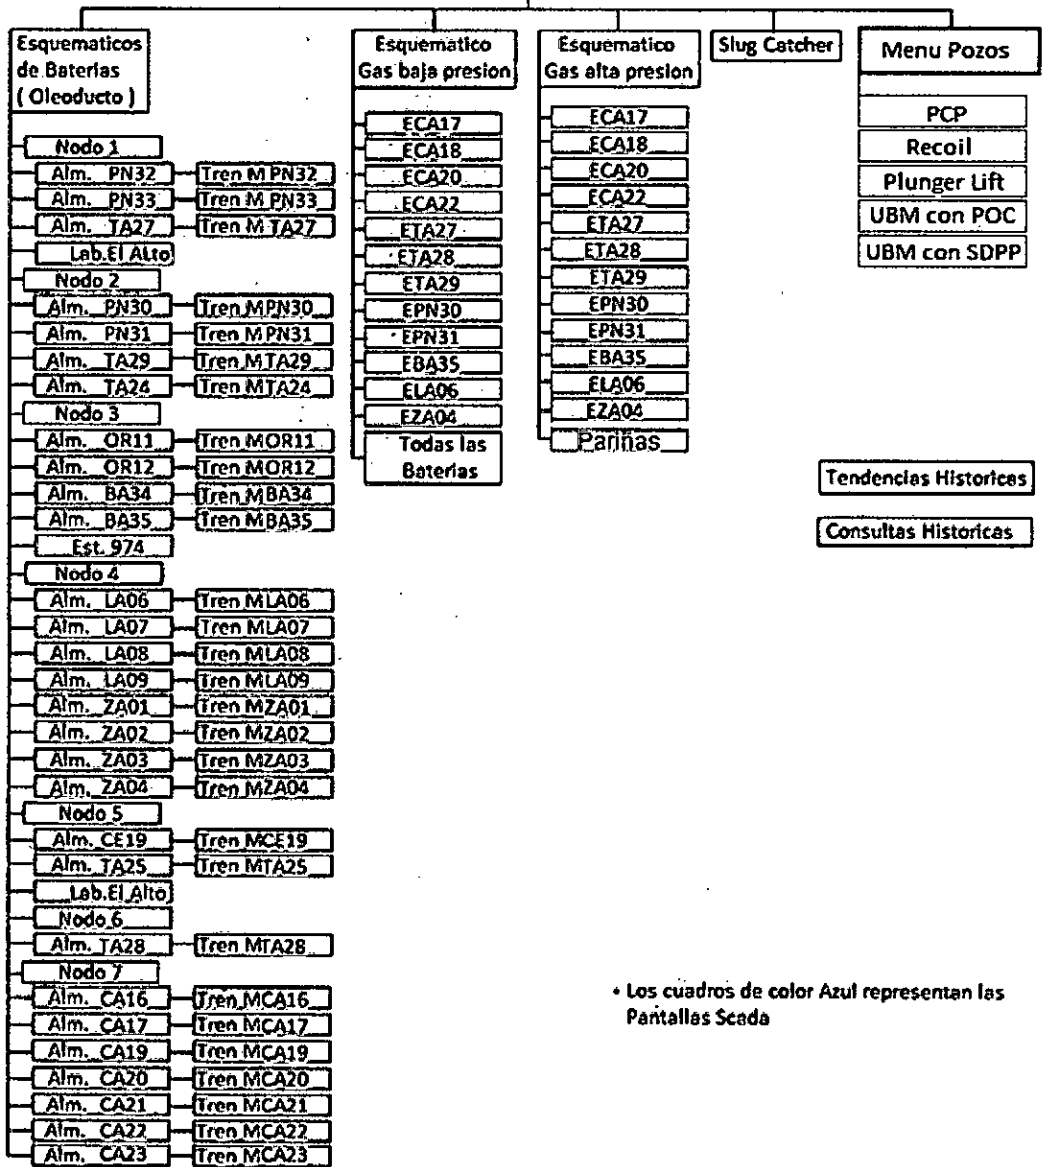 Esquematicos
de Baterias
( Oleoducto )
Nodo 1
Alm. PN32 Tren M PN32
Alm. PN33 Tren M PN33
Alm. TA27 Tren M TA27
Lab.El ALto
Nodo 2
Alm. PN30 Tren MPN30
Alm. PN31 Tren MPN31
Alm. TA29 Tren MTA29
Alm. TA24 Tren MTA24
Nodo 3
Alm. OR11 Tren MOR11
Alm. OR12 Tren MOR12
Alm. BA34 Tren MBA34
Alm. BA35 Tren MBA35
Est. 974
Nodo 4
Alm. LA06 Tren MLA06
Alm. LA07 Tren MLA07
Alm. LA08 Tren MLA08
Alm. LA09 Tren MLA09
Alm. ZA01 Tren MZA01
Alm. ZA02 Tren MZA02
Alm. ZA03 Tren MZA03
Alm. ZA04 Tren MZA04
Nodo 5
Alm. CE19 Tren MCE19
Alm. TA25 Tren MTA25
Lab.El Alto
Nodo 6
Alm. TA28 Tren MTA28
Nodo 7
Alm. CA16 Tren MCA16
Alm. CA17 Tren MCA17
Alm. CA19 Tren MCA19
Alm. CA20 Tren MCA20
Alm. CA21 Tren MCA21
Alm. CA22 Tren MCA22
Alm. CA23 Tren MCA23
Esquematico
Gas baja presion
ECA17
ECA18
ECA20
ECA22
ETA27
ETA28
ETA29
EPN30
EPN31
EBA35
ELA06
EZA04
Todas las
Baterias
Esquematico
Gas alta presion
ECA17
ECA18
ECA20
ECA22
ETA27
ETA28
ETA29
EPN30
EPN31
EBA35
ELA06
EZA04
Pariñas
Slug Catcher
Menu Pozos
PCP
Recoil
Plunger Lift
UBM con POC
UBM con SDPP
Tendencias Historicas
Consultas Historicas
• Los cuadros de color Azul representan las
Pantallas Scada